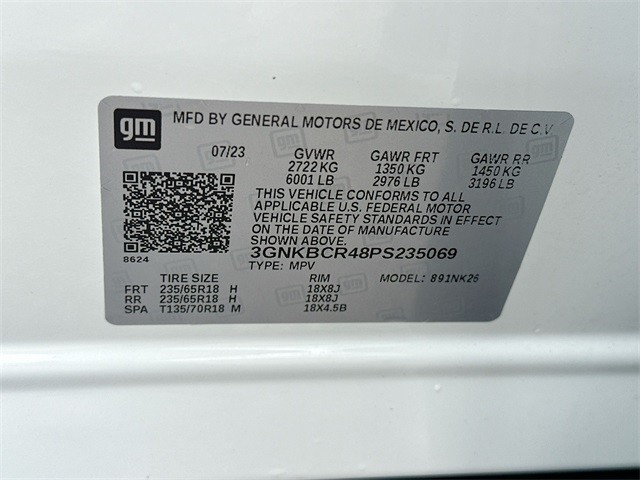 gm MFD BY GENERAL MOTORS DE MEXICO, S. DE R.L. DE C.V
07/23 GVWR GAWR FRT GAWR RR
2722 KG 1350 KG 1450 KG
6001 LB 2976 LB 3196 LB
THIS VEHICLE CONFORMS TO ALL
APPLICABLE U.S. FEDERAL MOTOR
VEHICLE SAFETY STANDARDS IN EFFECT
ON THE DATE OF MANUFACTURE
SHOWN ABOVE.
8624 3GNKBCR48PS235069
TYPE: MPV MODEL: 891NK26
TIRE SIZE RIM
FRT 235/65R18 H 18X8J
RR 235/65R18 H 18X8J
SPA T135/70R18 M 18X4.5B